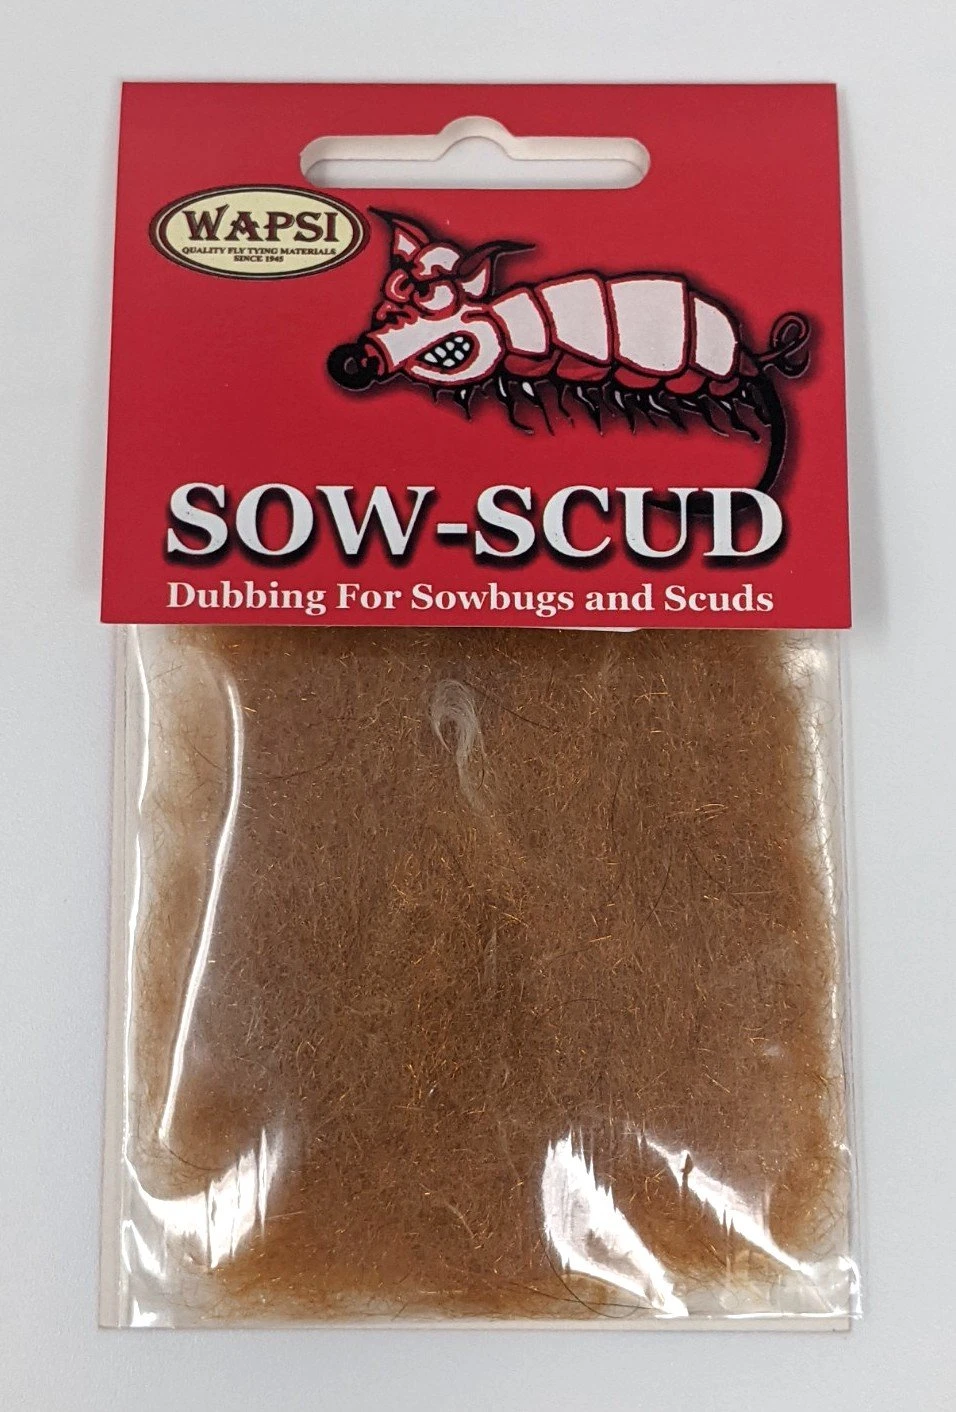 WAPSI
QUALITY FLY TYING MATERIALS
SINCE 1945
SOW-SCUD
Dubbing For Sowbugs and Scuds